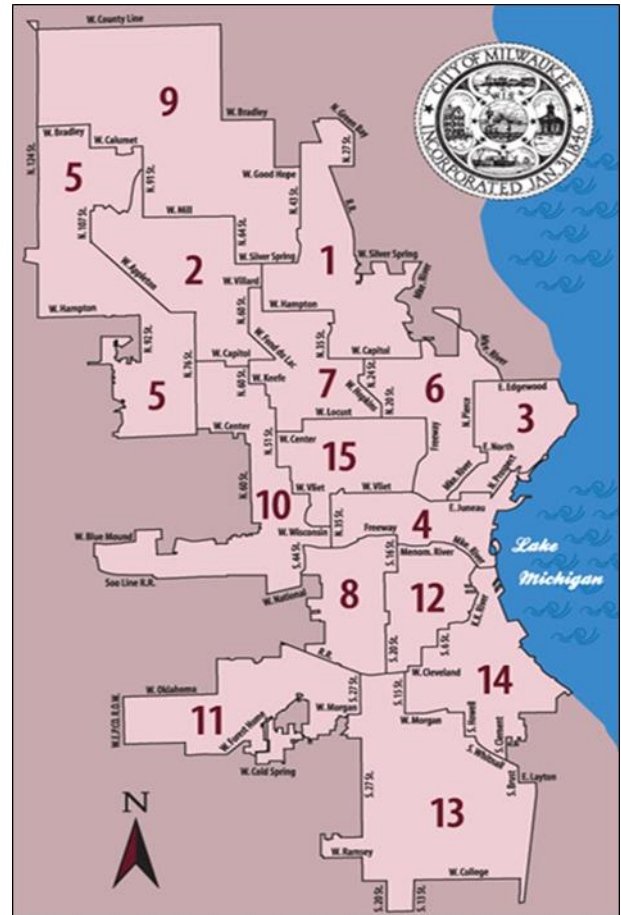 W. County Line
CITY OF MILWAUKEE
INCORPORATED JAN 31 1846
9
W. Bradley
N. Green Bay
N. 27 St.
W. Bradley
W. Calumet
N. 124 St.
N. 91 St.
5
W. Good Hope
N. 43 St.
R.R.
N. 107 St.
W. Mill
N. 64 St.
1
W. Silver Spring
W. Silver Spring
2
W. Appleton
W. Villard
Mke. River
N. 60 St.
W. Hampton
W. Hampton
W. Fond du Lac
N. 35 St.
N. 92 St.
N. 76 St.
W. Capitol
W. Capitol
Mke. River
N. 24 St.
5
N. 60 St.
W. Keefe
7
W. Hopkins
N. 20 St.
6
E. Edgewood
N. Pierce
3
W. Locust
Freeway
W. Center
N. 51 St.
W. Center
E. North
15
N. 60 St.
Mke. River
N. Prospect
10
W. Vliet
W. Vliet
E. Juneau
W. Wisconsin
N. 35 St.
4
Freeway
W. Blue Mound
S. 44 St.
S. 16 St.
Menom. River
Mke. River
Lake
Michigan
Soo Line R.R.
W. National
8
12
K.K. River
S. 20 St.
S. 6 St.
R.R.
W. Cleveland
14
W. Oklahoma
S. 27 St.
S. 15 St.
11
W. Morgan
W. Morgan
S. Howell
S. Clement
W. Forest Home
S. Whitnall
W. Cold Spring
S. Brust
E. Layton
N
S. 27 St.
13
W. Ramsey
W. College
S. 20 St.
S. 13 St.